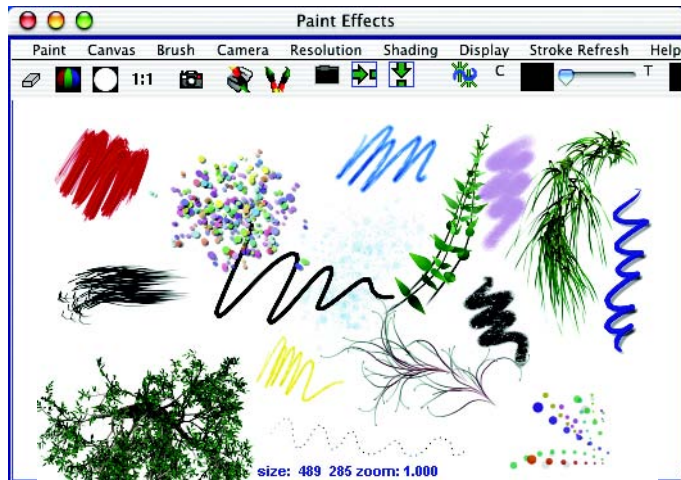 Paint Effects
Paint Canvas Brush Camera Resolution Shading Display Stroke Refresh Help
1:1 C T
size: 489 285 zoom: 1.000